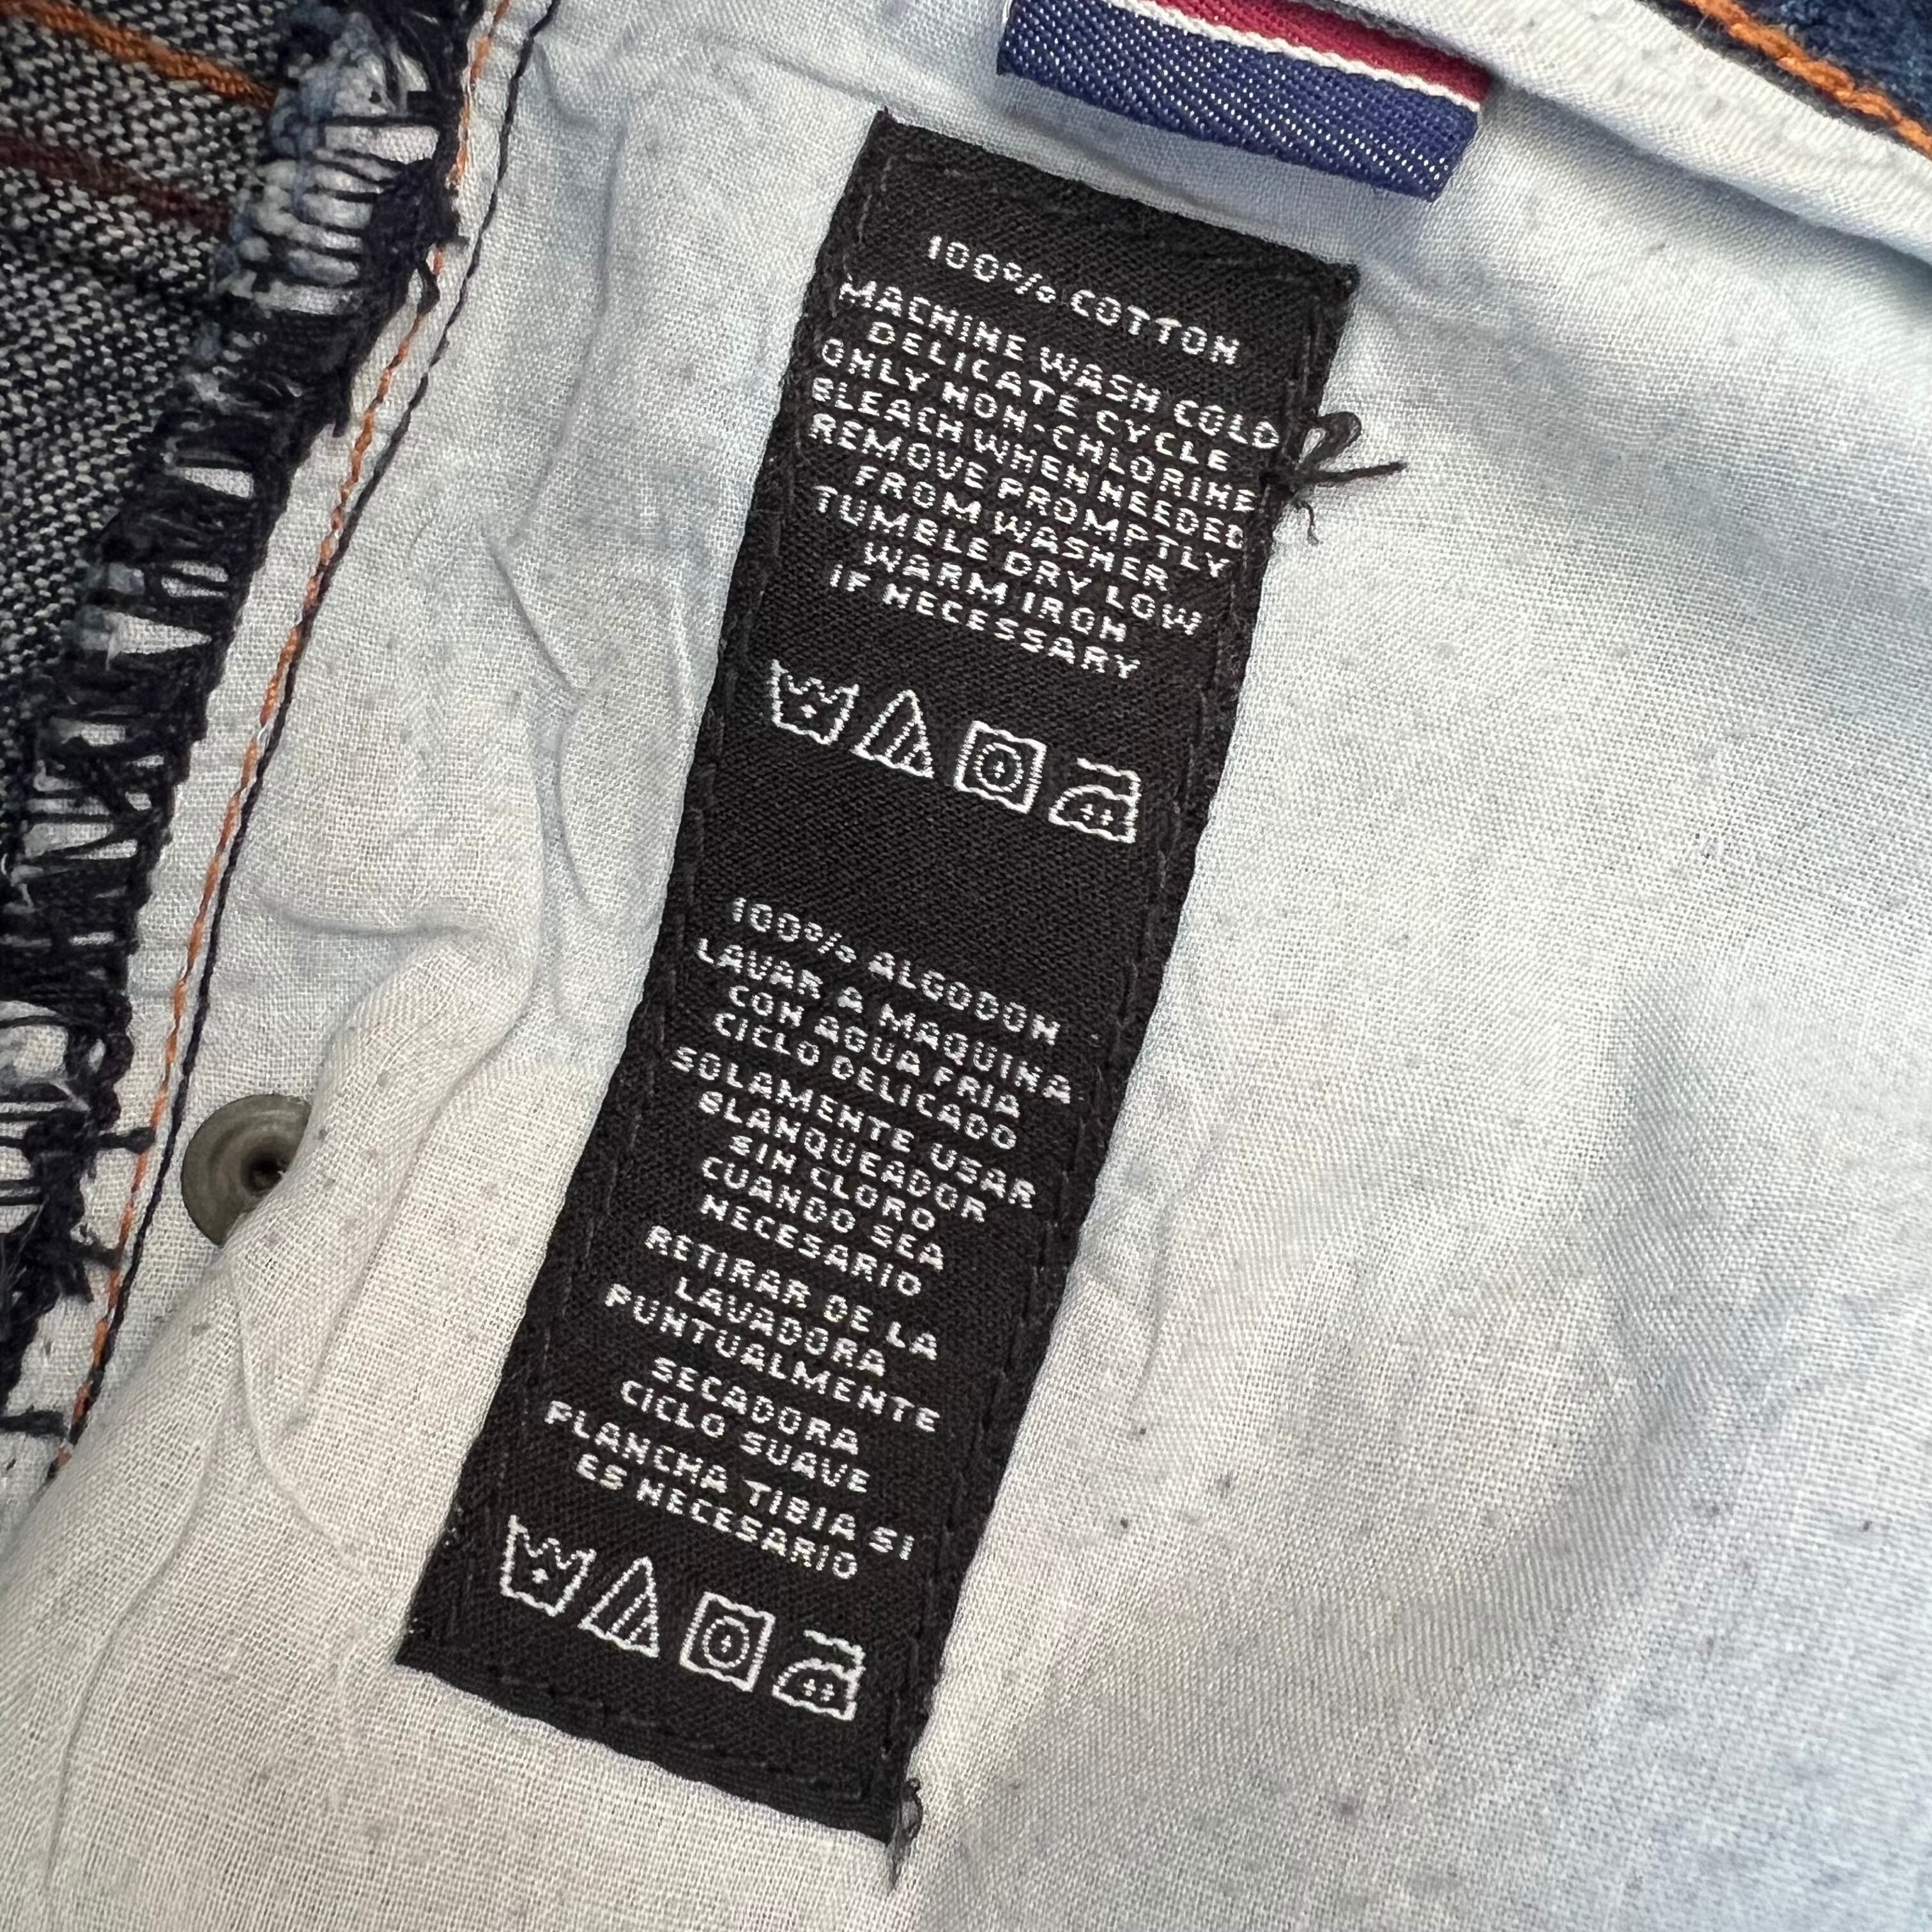 100% COTTON
MACHINE WASH COLD
DELICATE CYCLE
ONLY NON-CHLORINE
BLEACH WHEN NEEDED
REMOVE PROMPTLY
FROM WASHER
TUMBLE DRY LOW
WARM IRON
IF NECESSARY
100% ALGODON
LAVAR A MAQUINA
CON AGUA FRIA
CICLO DELICADO
SOLAMENTE USAR
BLANQUEADOR
SIN CLORO
CUANDO SEA
NECESARIO
RETIRAR DE LA
LAVADORA
PUNTUALMENTE
SECADORA
CICLO SUAVE
PLANCHA TIBIA SI
ES NECESARIO